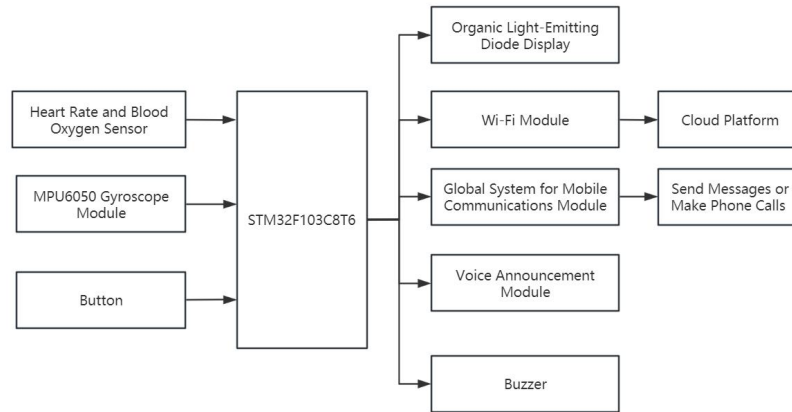 Heart Rate and Blood
Oxygen Sensor
MPU6050 Gyroscope
Module
Button
STM32F103C8T6
Organic Light-Emitting
Diode Display
Wi-Fi Module
Cloud Platform
Global System for Mobile
Communications Module
Send Messages or
Make Phone Calls
Voice Announcement
Module
Buzzer